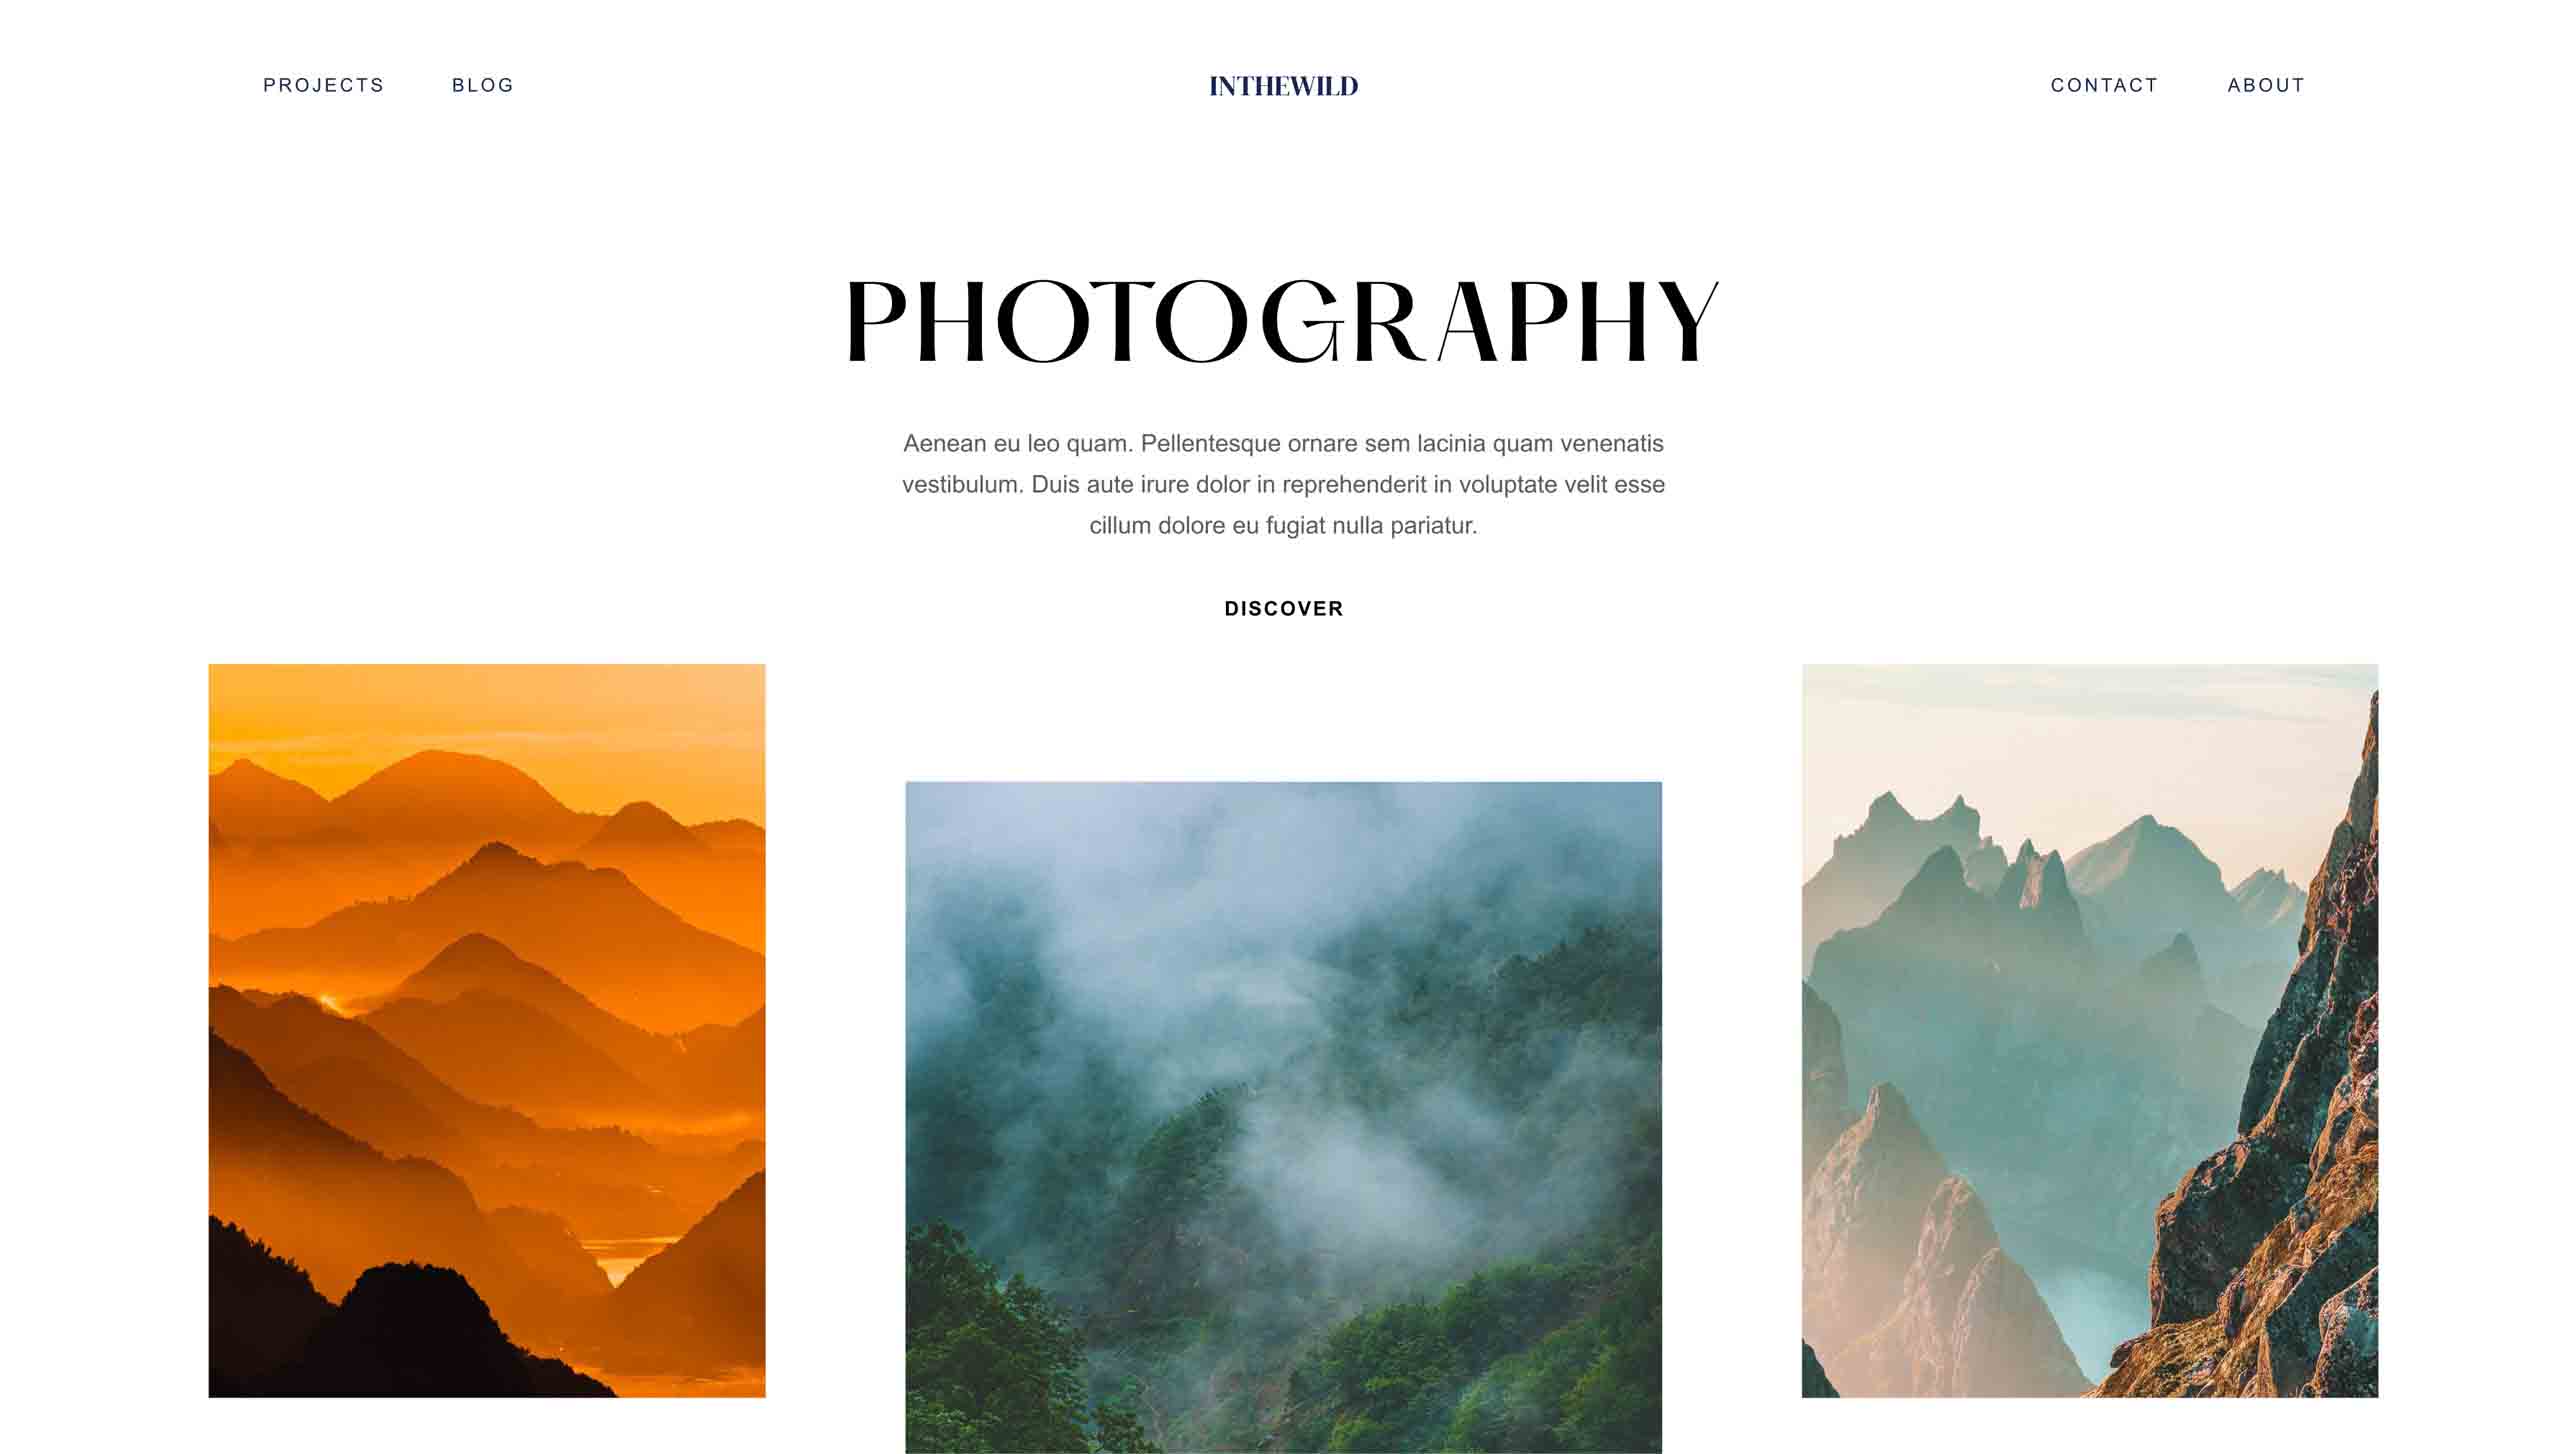 PROJECTS BLOG INTHEWILD CONTACT ABOUT
PHOTOGRAPHY
Aenean eu leo quam. Pellentesque ornare sem lacinia quam venenatis
vestibulum. Duis aute irure dolor in reprehenderit in voluptate velit esse
cillum dolore eu fugiat nulla pariatur.
DISCOVER